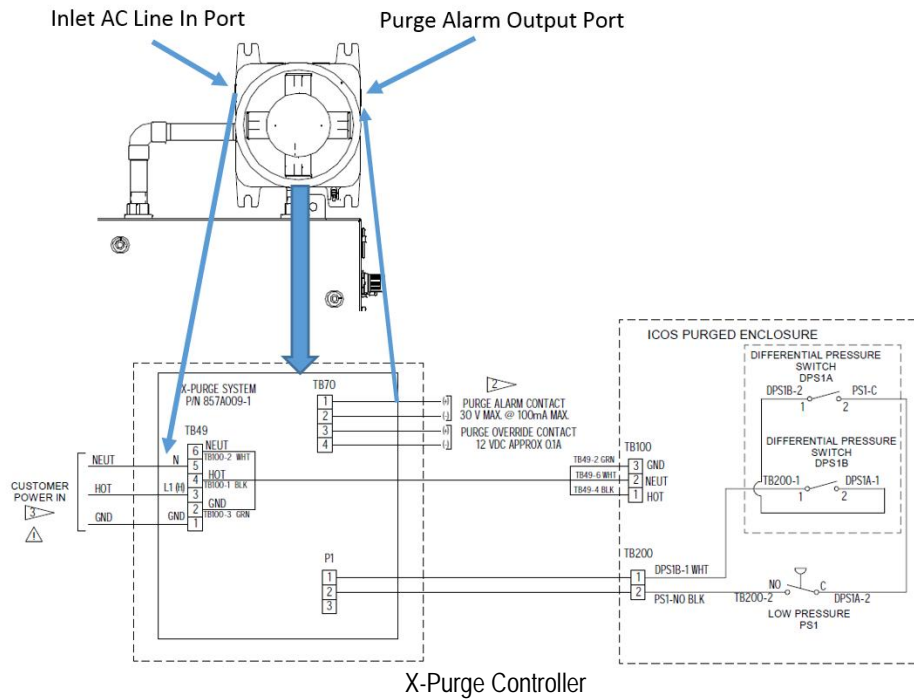 Inlet AC Line In Port
Purge Alarm Output Port
X-PURGE SYSTEM
P/N 857A009-1
TB70
1
2
3
4
2
(+)
(-)
PURGE ALARM CONTACT
30 V MAX. @ 100mA MAX.
(+)
(-)
PURGE OVERRIDE CONTACT
12 VDC APPROX 0.1A
TB49
6 NEUT
TB100-2 WHT
5
4 HOT
TB100-1 BLK
3
2 GND
TB100-3 GRN
1
NEUT
N
HOT
L1 (H)
GND
GND
CUSTOMER
POWER IN
3
!
P1
1
2
3
ICOS PURGED ENCLOSURE
DIFFERENTIAL PRESSURE
SWITCH
DPS1A
DPS1B-2
PS1-C
1
2
DIFFERENTIAL PRESSURE
SWITCH
DPS1B
TB200-1
DPS1A-1
1
2
TB100
TB49-2 GRN
3 GND
TB49-6 WHT
2 NEUT
TB49-4 BLK
1 HOT
TB200
1
DPS1B-1 WHT
2
PS1-NO BLK
TB200-2
NO
C
DPS1A-2
LOW PRESSURE
PS1
X-Purge Controller